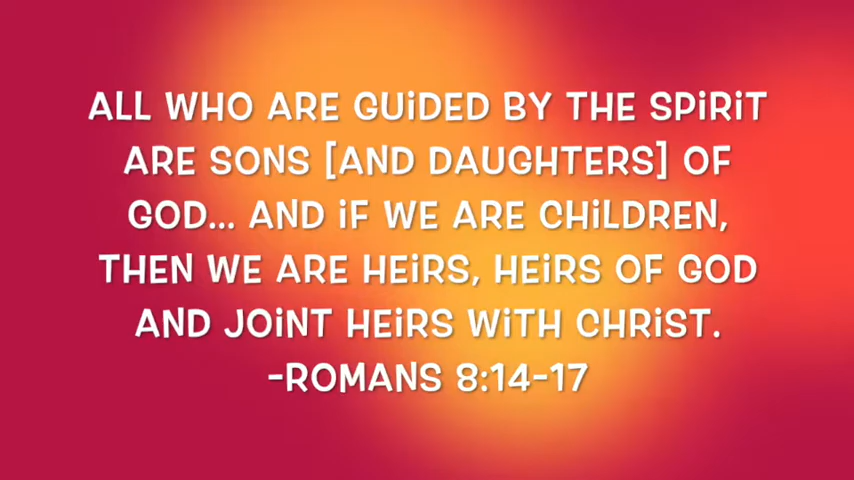 ALL WHO ARE GUiDED BY THE SPiRiT
ARE SONS [AND DAUGHTERS] OF
GOD... AND iF WE ARE CHiLDREN,
THEN WE ARE HEiRS, HEiRS OF GOD
AND JOiNT HEiRS WiTH CHRiST.
-ROMANS 8:14-17